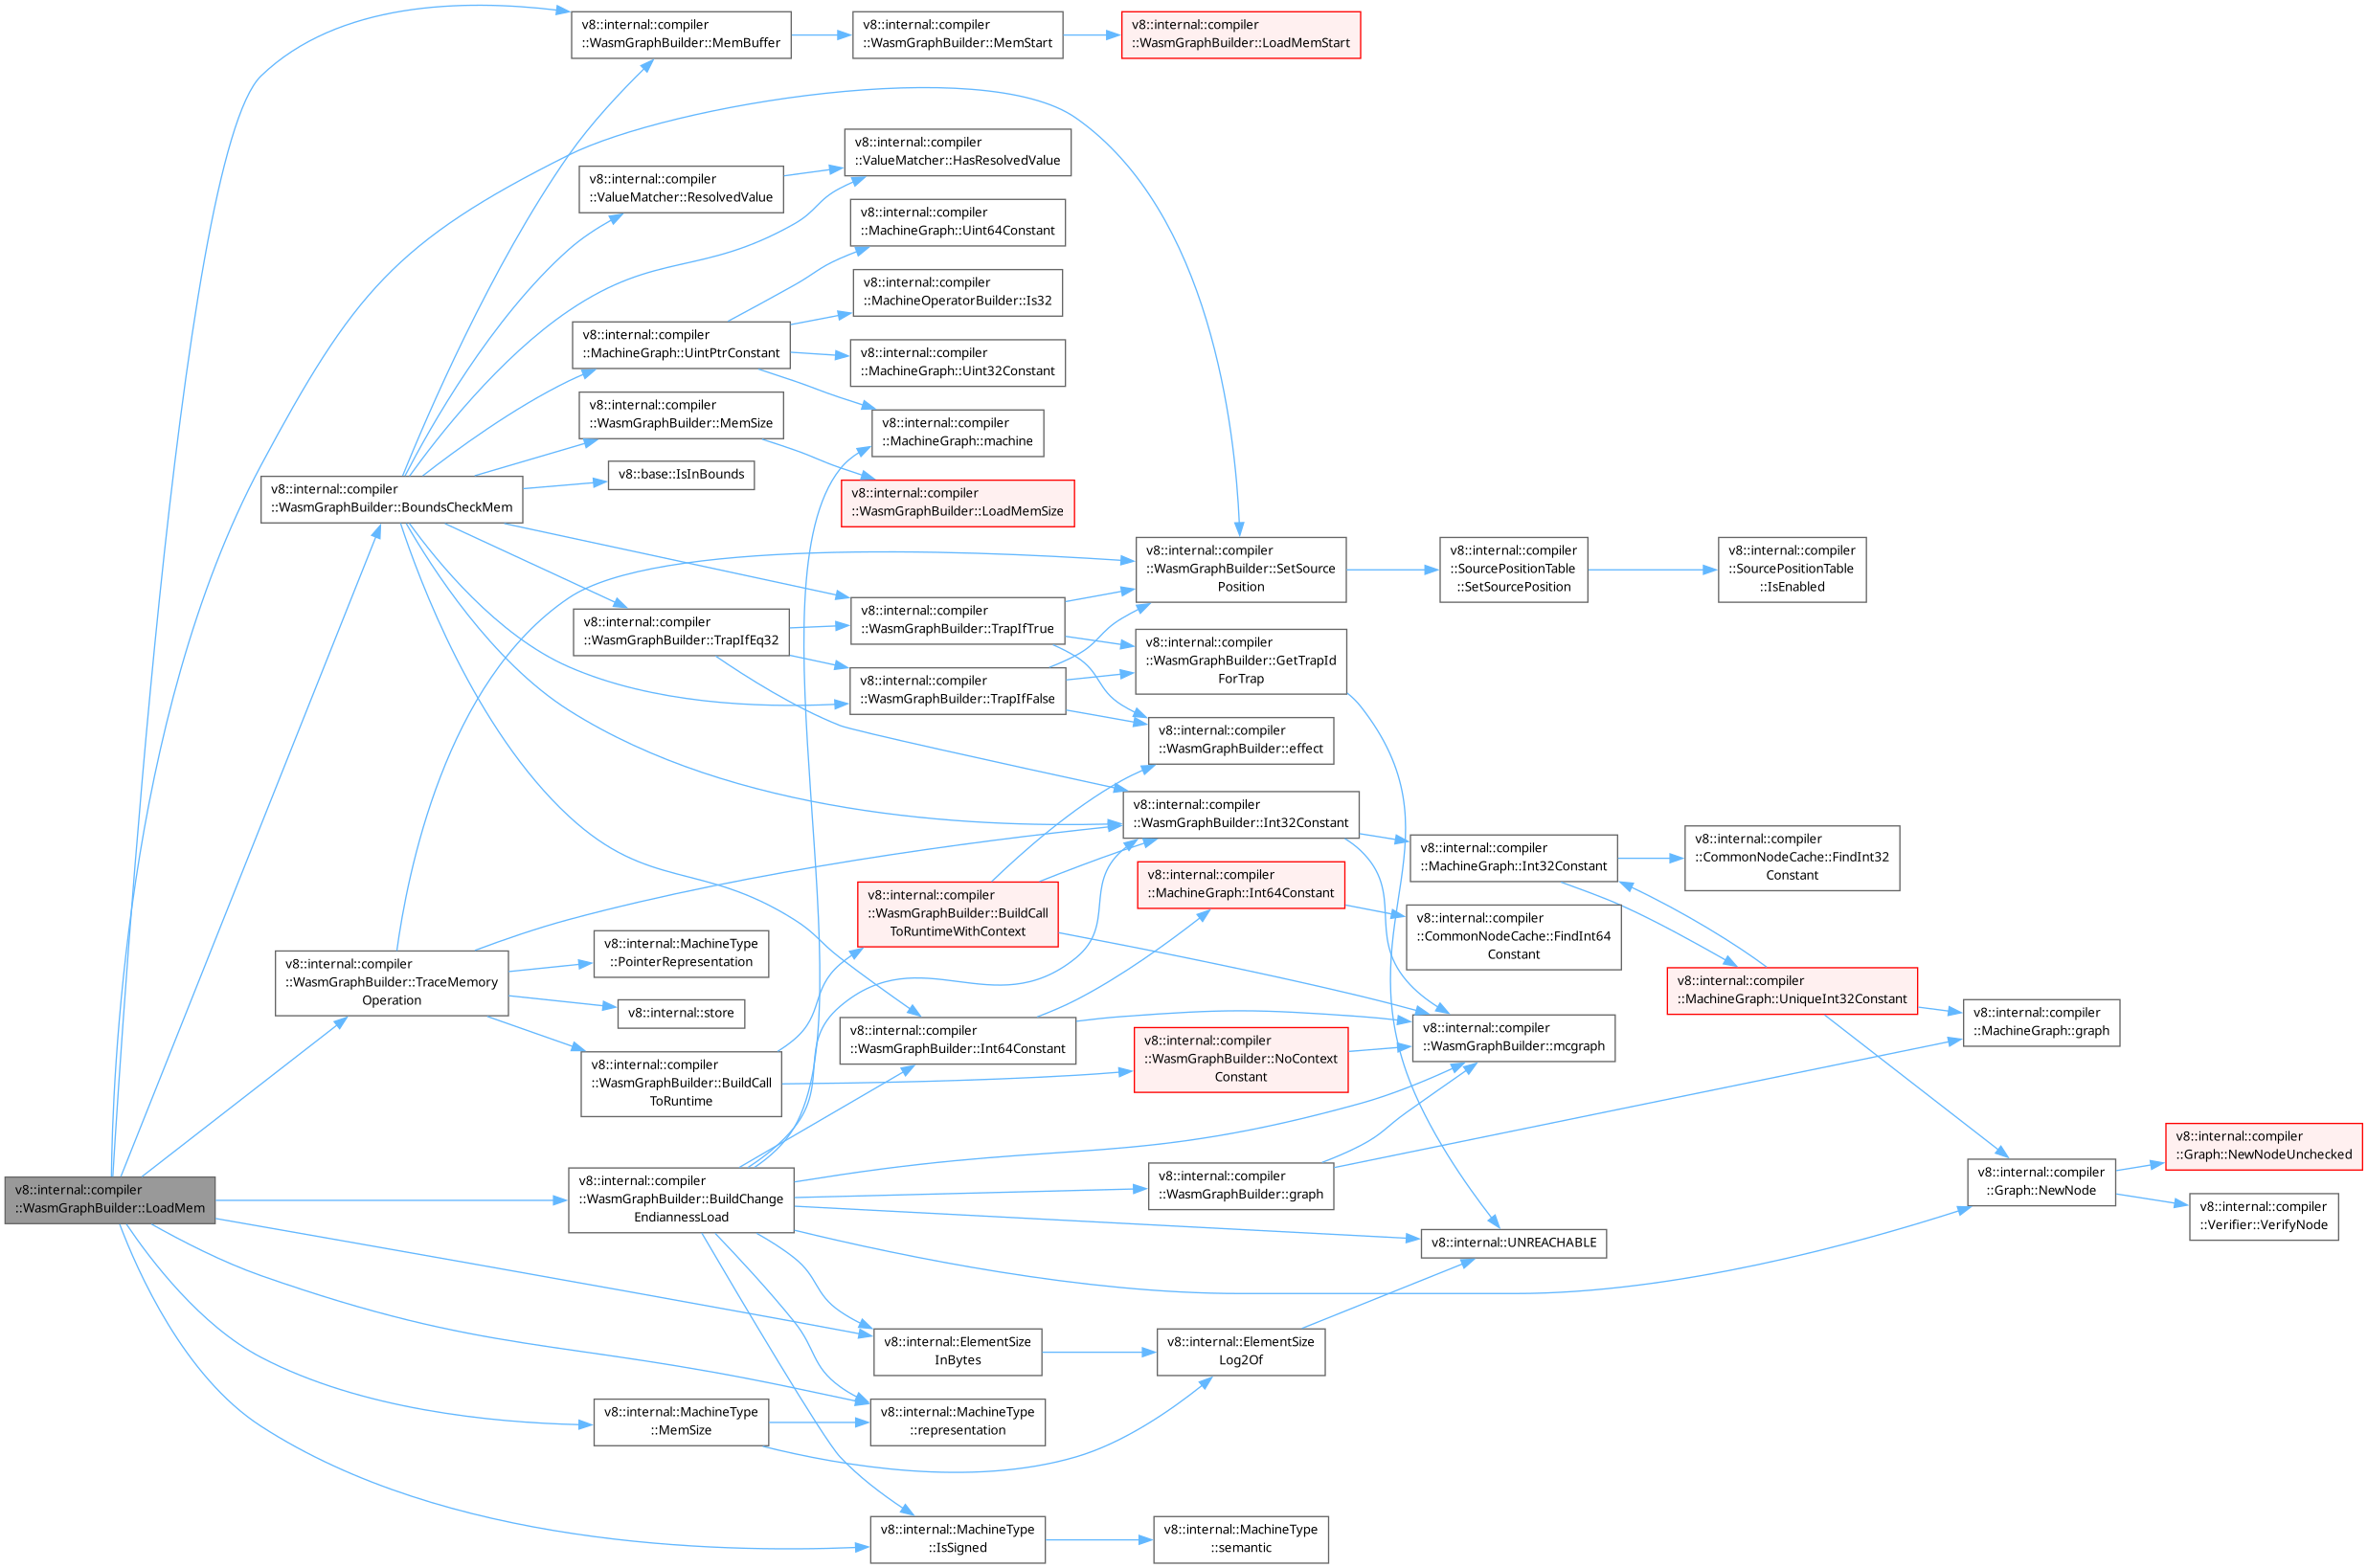 v8::internal::compiler
::WasmGraphBuilder::LoadMem
v8::internal::compiler
::WasmGraphBuilder::BoundsCheckMem
v8::internal::compiler
::WasmGraphBuilder::TraceMemory
Operation
v8::internal::compiler
::WasmGraphBuilder::MemBuffer
v8::internal::compiler
::ValueMatcher::ResolvedValue
v8::internal::compiler
::MachineGraph::UintPtrConstant
v8::internal::compiler
::WasmGraphBuilder::MemSize
v8::base::IsInBounds
v8::internal::compiler
::WasmGraphBuilder::TrapIfEq32
v8::internal::MachineType
::PointerRepresentation
v8::internal::store
v8::internal::compiler
::WasmGraphBuilder::BuildCall
ToRuntime
v8::internal::compiler
::WasmGraphBuilder::BuildChange
EndiannessLoad
v8::internal::MachineType
::MemSize
v8::internal::compiler
::WasmGraphBuilder::MemStart
v8::internal::compiler
::ValueMatcher::HasResolvedValue
v8::internal::compiler
::MachineGraph::Uint64Constant
v8::internal::compiler
::MachineOperatorBuilder::Is32
v8::internal::compiler
::MachineGraph::Uint32Constant
v8::internal::compiler
::MachineGraph::machine
v8::internal::compiler
::WasmGraphBuilder::LoadMemSize
v8::internal::compiler
::WasmGraphBuilder::TrapIfTrue
v8::internal::compiler
::WasmGraphBuilder::TrapIfFalse
v8::internal::compiler
::WasmGraphBuilder::BuildCall
ToRuntimeWithContext
v8::internal::compiler
::WasmGraphBuilder::Int64Constant
v8::internal::ElementSize
InBytes
v8::internal::MachineType
::representation
v8::internal::MachineType
::IsSigned
v8::internal::compiler
::WasmGraphBuilder::LoadMemStart
v8::internal::compiler
::WasmGraphBuilder::SetSource
Position
v8::internal::compiler
::WasmGraphBuilder::GetTrapId
ForTrap
v8::internal::compiler
::WasmGraphBuilder::effect
v8::internal::compiler
::WasmGraphBuilder::Int32Constant
v8::internal::compiler
::MachineGraph::Int64Constant
v8::internal::compiler
::WasmGraphBuilder::NoContext
Constant
v8::internal::compiler
::WasmGraphBuilder::graph
v8::internal::ElementSize
Log2Of
v8::internal::MachineType
::semantic
v8::internal::compiler
::SourcePositionTable
::SetSourcePosition
v8::internal::compiler
::MachineGraph::Int32Constant
v8::internal::compiler
::CommonNodeCache::FindInt64
Constant
v8::internal::compiler
::WasmGraphBuilder::mcgraph
v8::internal::UNREACHABLE
v8::internal::compiler
::SourcePositionTable
::IsEnabled
v8::internal::compiler
::CommonNodeCache::FindInt32
Constant
v8::internal::compiler
::MachineGraph::UniqueInt32Constant
v8::internal::compiler
::MachineGraph::graph
v8::internal::compiler
::Graph::NewNode
v8::internal::compiler
::Graph::NewNodeUnchecked
v8::internal::compiler
::Verifier::VerifyNode